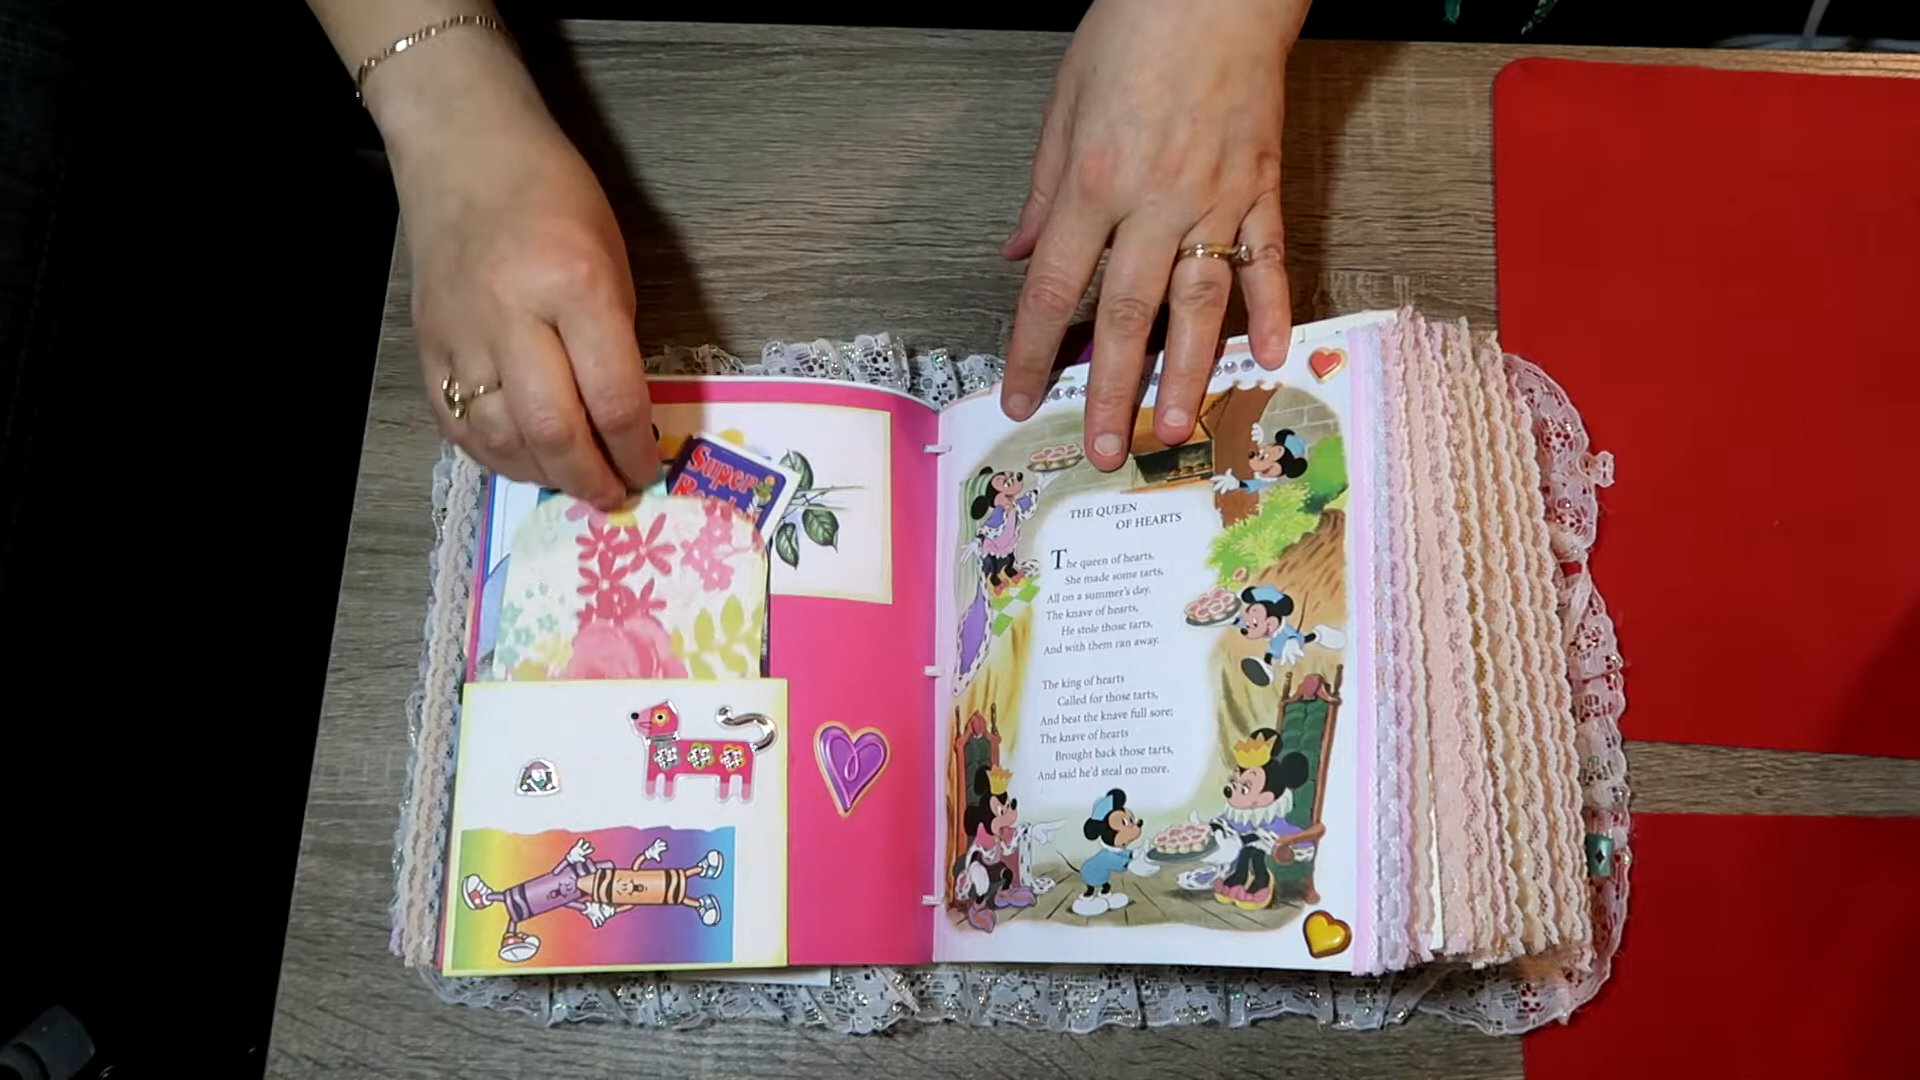 Super
THE QUEEN
OF HEARTS
The queen of hearts,
She made some tarts,
All on a summer's day.
The knave of hearts,
He stole those tarts,
And with them ran away.
The king of hearts
Called for those tarts,
And beat the knave full sore;
The knave of hearts
Brought back those tarts,
And said he'd steal no more.